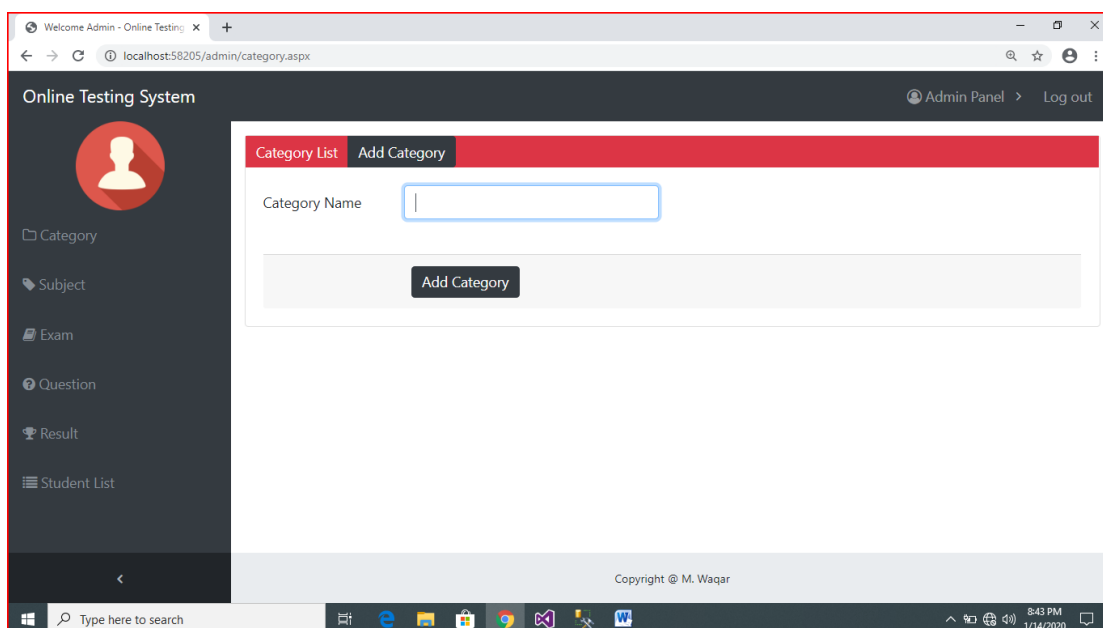 Welcome Admin - Online Testing
localhost:58205/admin/category.aspx
Online Testing System
Admin Panel > Log out
Category List Add Category
Category Name
Category
Add Category
Subject
Exam
Question
Result
Student List
Copyright @ M. Waqar
Type here to search
8:43 PM
1/14/2020